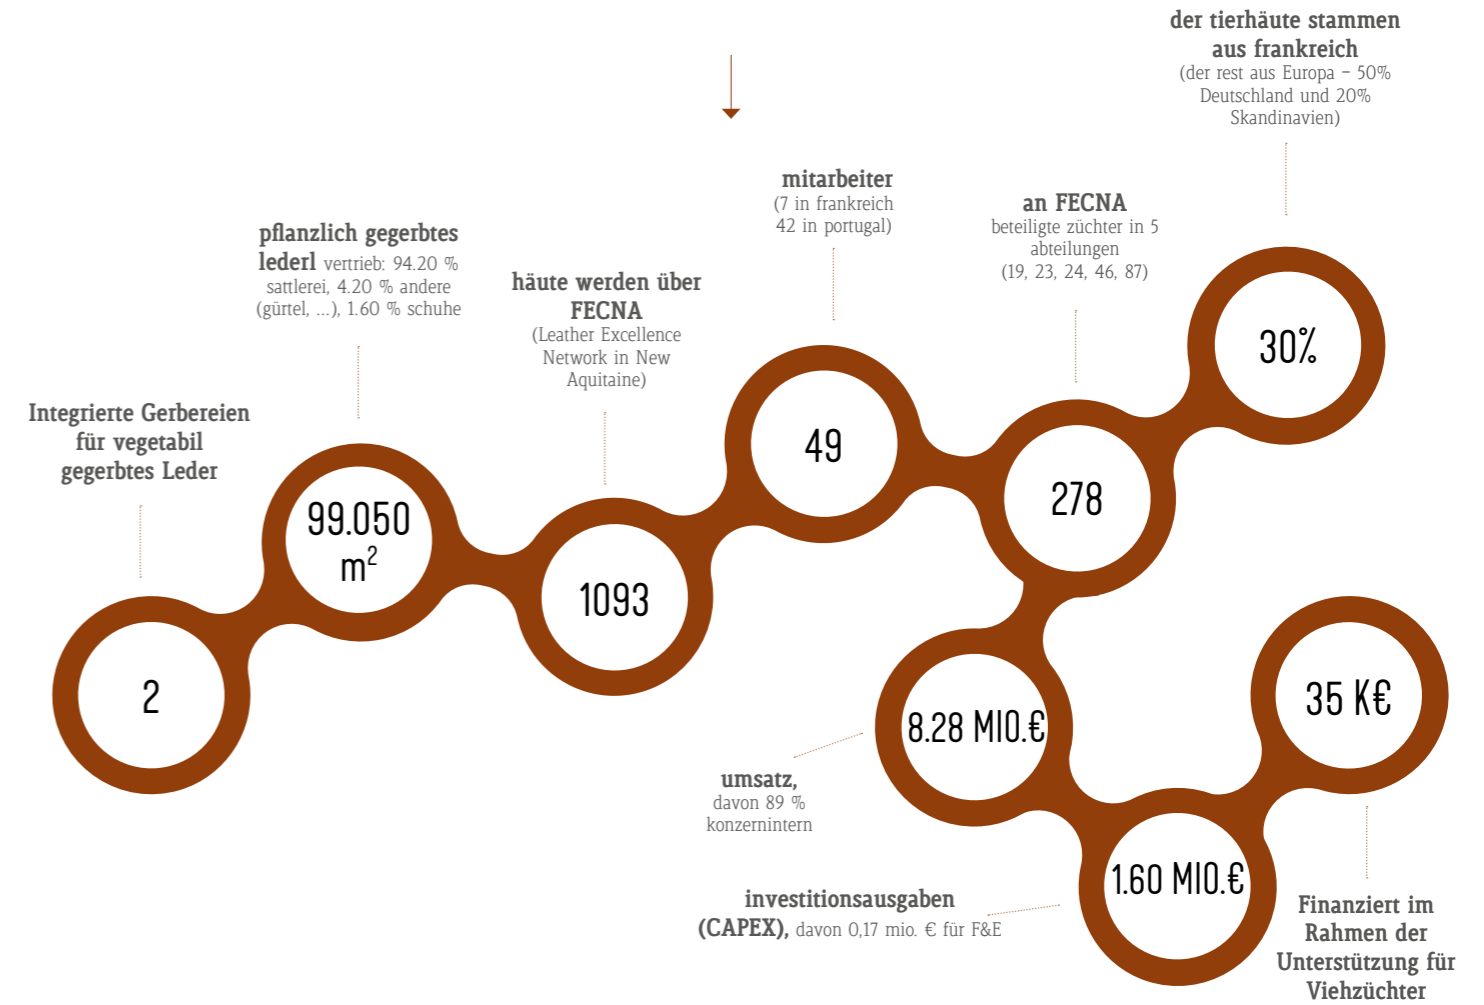 Integrierte Gerbereien
für vegetabil
gegerbtes Leder
2
pflanzlich gegerbtes
lederl vertrieb: 94.20 %
sattlerei, 4.20 % andere
(gürtel, ...), 1.60 % schuhe
99.050
m²
häute werden über
FECNA
(Leather Excellence
Network in New
Aquitaine)
1093
mitarbeiter
(7 in frankreich
42 in portugal)
49
an FECNA
beteiligte züchter in 5
abteilungen
(19, 23, 24, 46, 87)
278
der tierhäute stammen
aus frankreich
(der rest aus Europa – 50%
Deutschland und 20%
Skandinavien)
30%
8.28 MIO.€
umsatz,
davon 89 %
konzernintern
1.60 MIO.€
investitionsausgaben
(CAPEX), davon 0,17 mio. € für F&E
35 K€
Finanziert im
Rahmen der
Unterstützung für
Viehzüchter